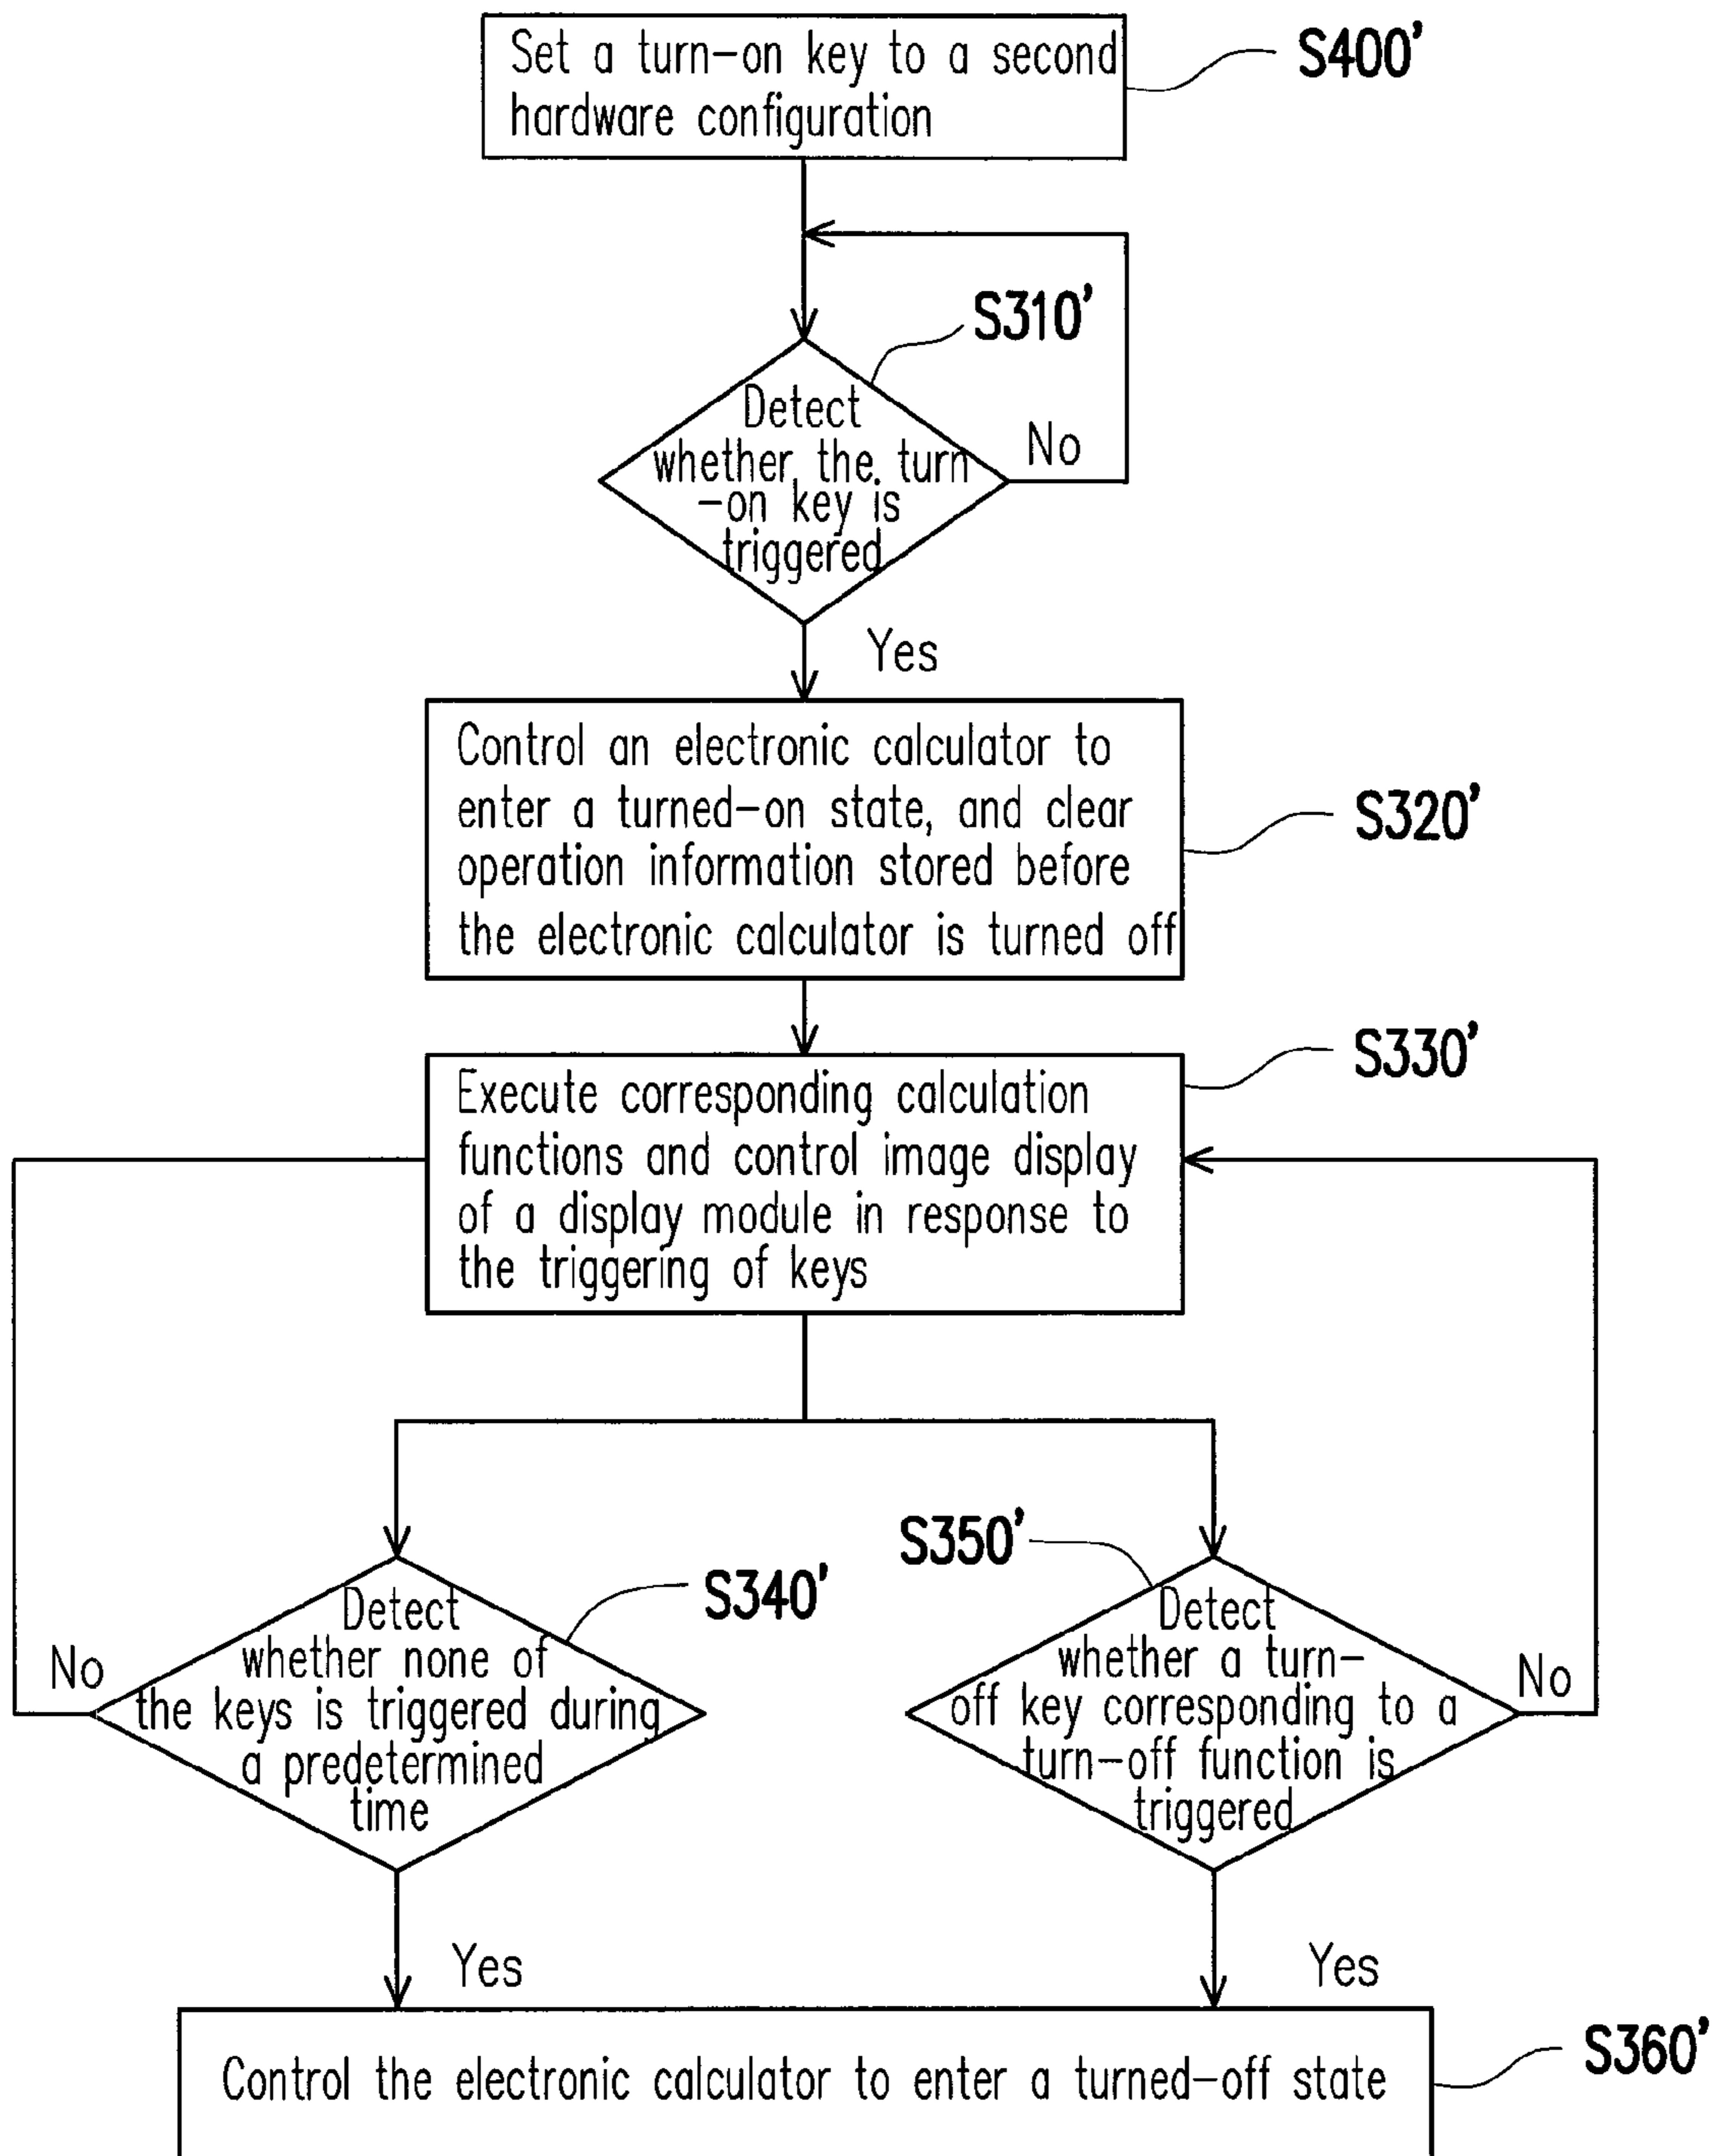 Set a turn-on key to a second
hardware configuration
S400'
S310'
Detect
whether the turn
-on key is
triggered
No
Yes
Control an electronic calculator to
enter a turned-on state, and clear
operation information stored before
the electronic calculator is turned off
S320'
S330'
Execute corresponding calculation
functions and control image display
of a display module in response to
the triggering of keys
S340'
Detect
whether none of
the keys is triggered during
a predetermined
time
No
Yes
S350'
Detect
whether a turn-
off key corresponding to a
turn-off function is
triggered
No
Yes
Control the electronic calculator to enter a turned-off state
S360'